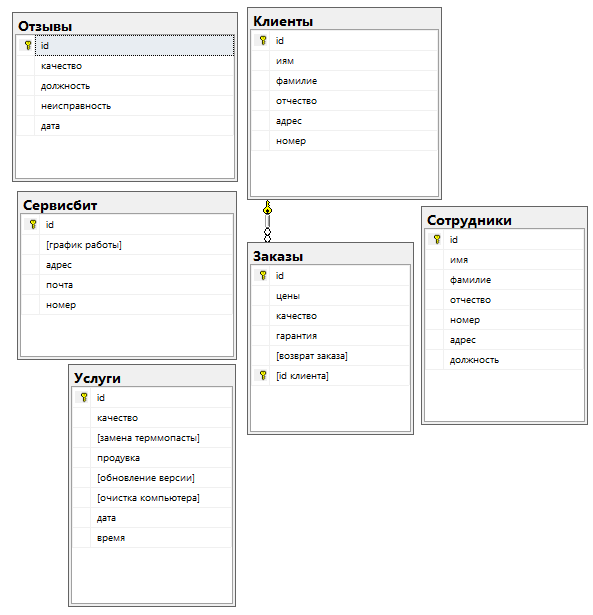 Отзывы
id
качество
должность
неисправность
дата
Клиенты
id
иям
фамилие
отчество
адрес
номер
Сервисбит
id
[график работы]
адрес
почта
номер
Заказы
id
цены
качество
гарантия
[возврат заказа]
[id клиента]
Сотрудники
id
имя
фамилие
отчество
номер
адрес
должность
Услуги
id
качество
[замена терммопасты]
продувка
[обновление версии]
[очистка компьютера]
дата
время